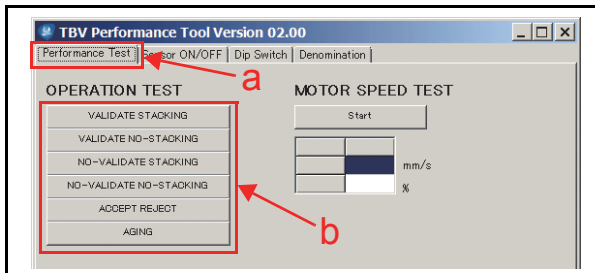 TBV Performance Tool Version 02.00
Performance Test Sensor ON/OFF Dip Switch Denomination
a
OPERATION TEST MOTOR SPEED TEST
VALIDATE STACKING Start
VALIDATE NO-STACKING
NO-VALIDATE STACKING mm/s
NO-VALIDATE NO-STACKING %
ACCEPT REJECT
AGING
b